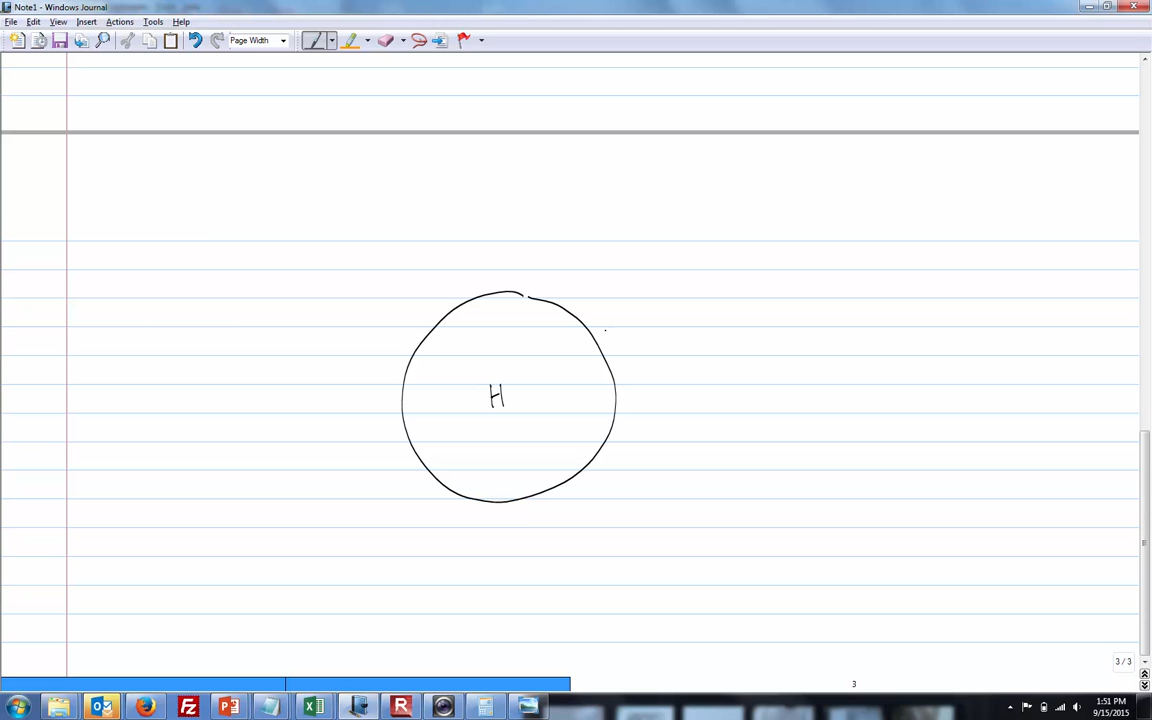 Note1 - Windows Journal
File Edit View Insert Actions Tools Help
Page Width
H
3 / 3
3
1:51 PM
9/15/2015